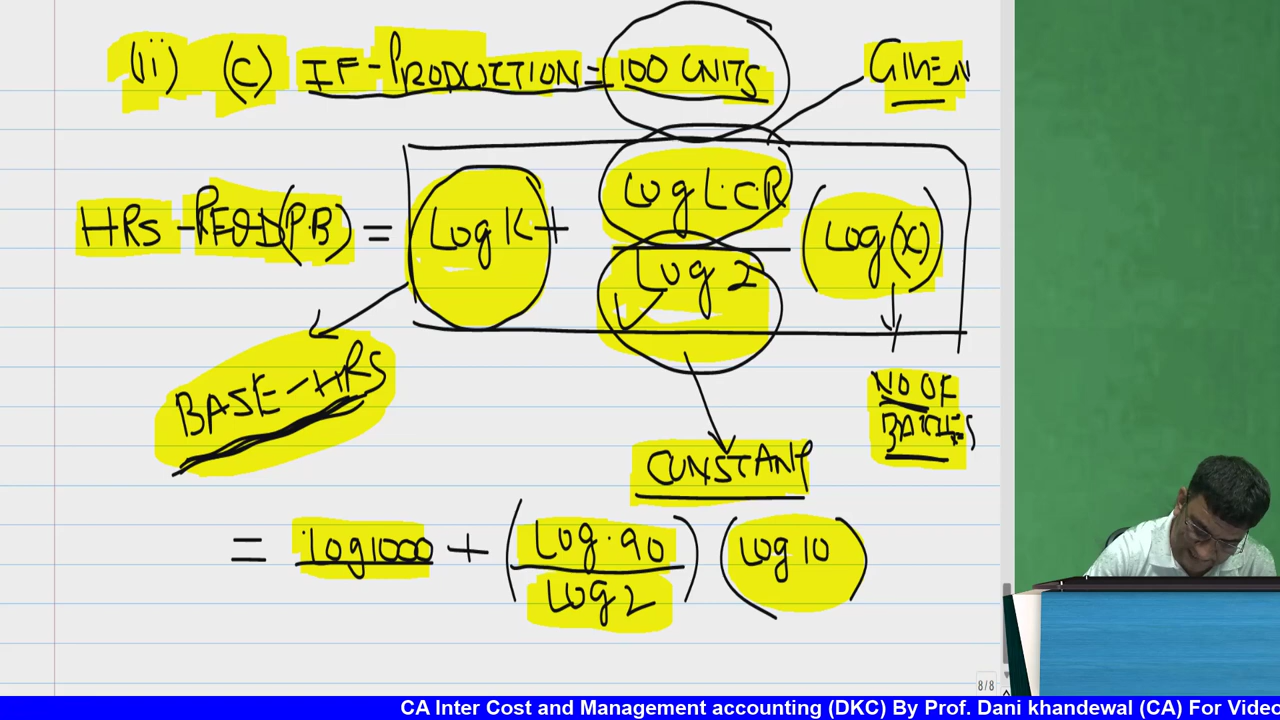 (ii) (C) IF - PRODUCTION = 100 UNITS GIVEN
HRS - REQD(P.B) = Log K + Log L.C.R / Log 2 (Log(X))
BASE - HRS
NO OF
BATCHES
CONSTANT
= Log1000 + (Log .90 / Log 2) (Log 10)
8/8
CA Inter Cost and Management accounting (DKC) By Prof. Dani khandewal (CA) For Video